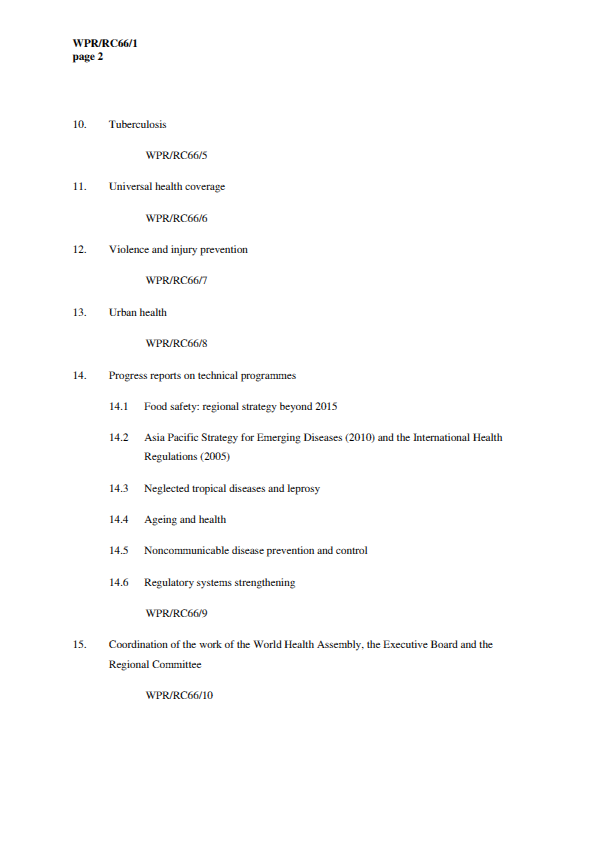 WPR/RC66/1
page 2
10. Tuberculosis
WPR/RC66/5
11. Universal health coverage
WPR/RC66/6
12. Violence and injury prevention
WPR/RC66/7
13. Urban health
WPR/RC66/8
14. Progress reports on technical programmes
14.1 Food safety: regional strategy beyond 2015
14.2 Asia Pacific Strategy for Emerging Diseases (2010) and the International Health
Regulations (2005)
14.3 Neglected tropical diseases and leprosy
14.4 Ageing and health
14.5 Noncommunicable disease prevention and control
14.6 Regulatory systems strengthening
WPR/RC66/9
15. Coordination of the work of the World Health Assembly, the Executive Board and the
Regional Committee
WPR/RC66/10